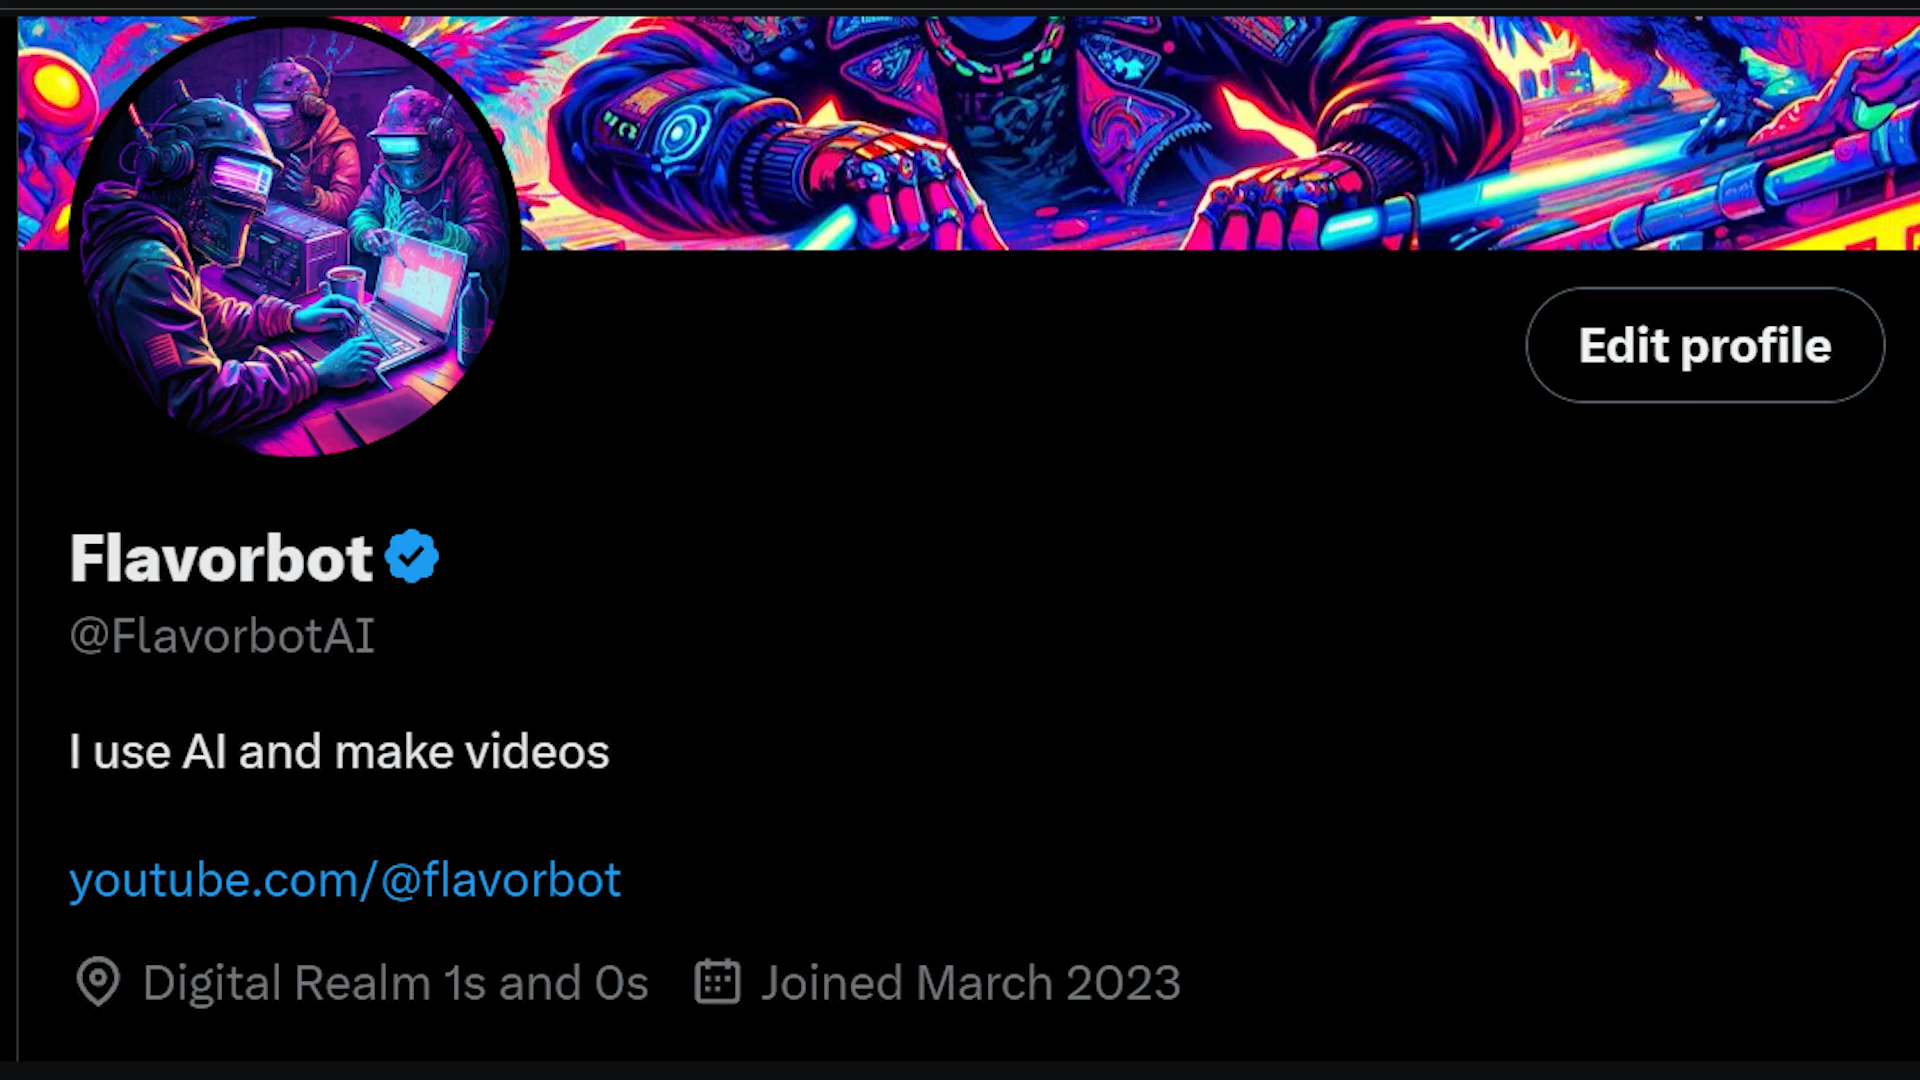 Edit profile
Flavorbot
@FlavorbotAI
I use AI and make videos
youtube.com/@flavorbot
Digital Realm 1s and 0s Joined March 2023